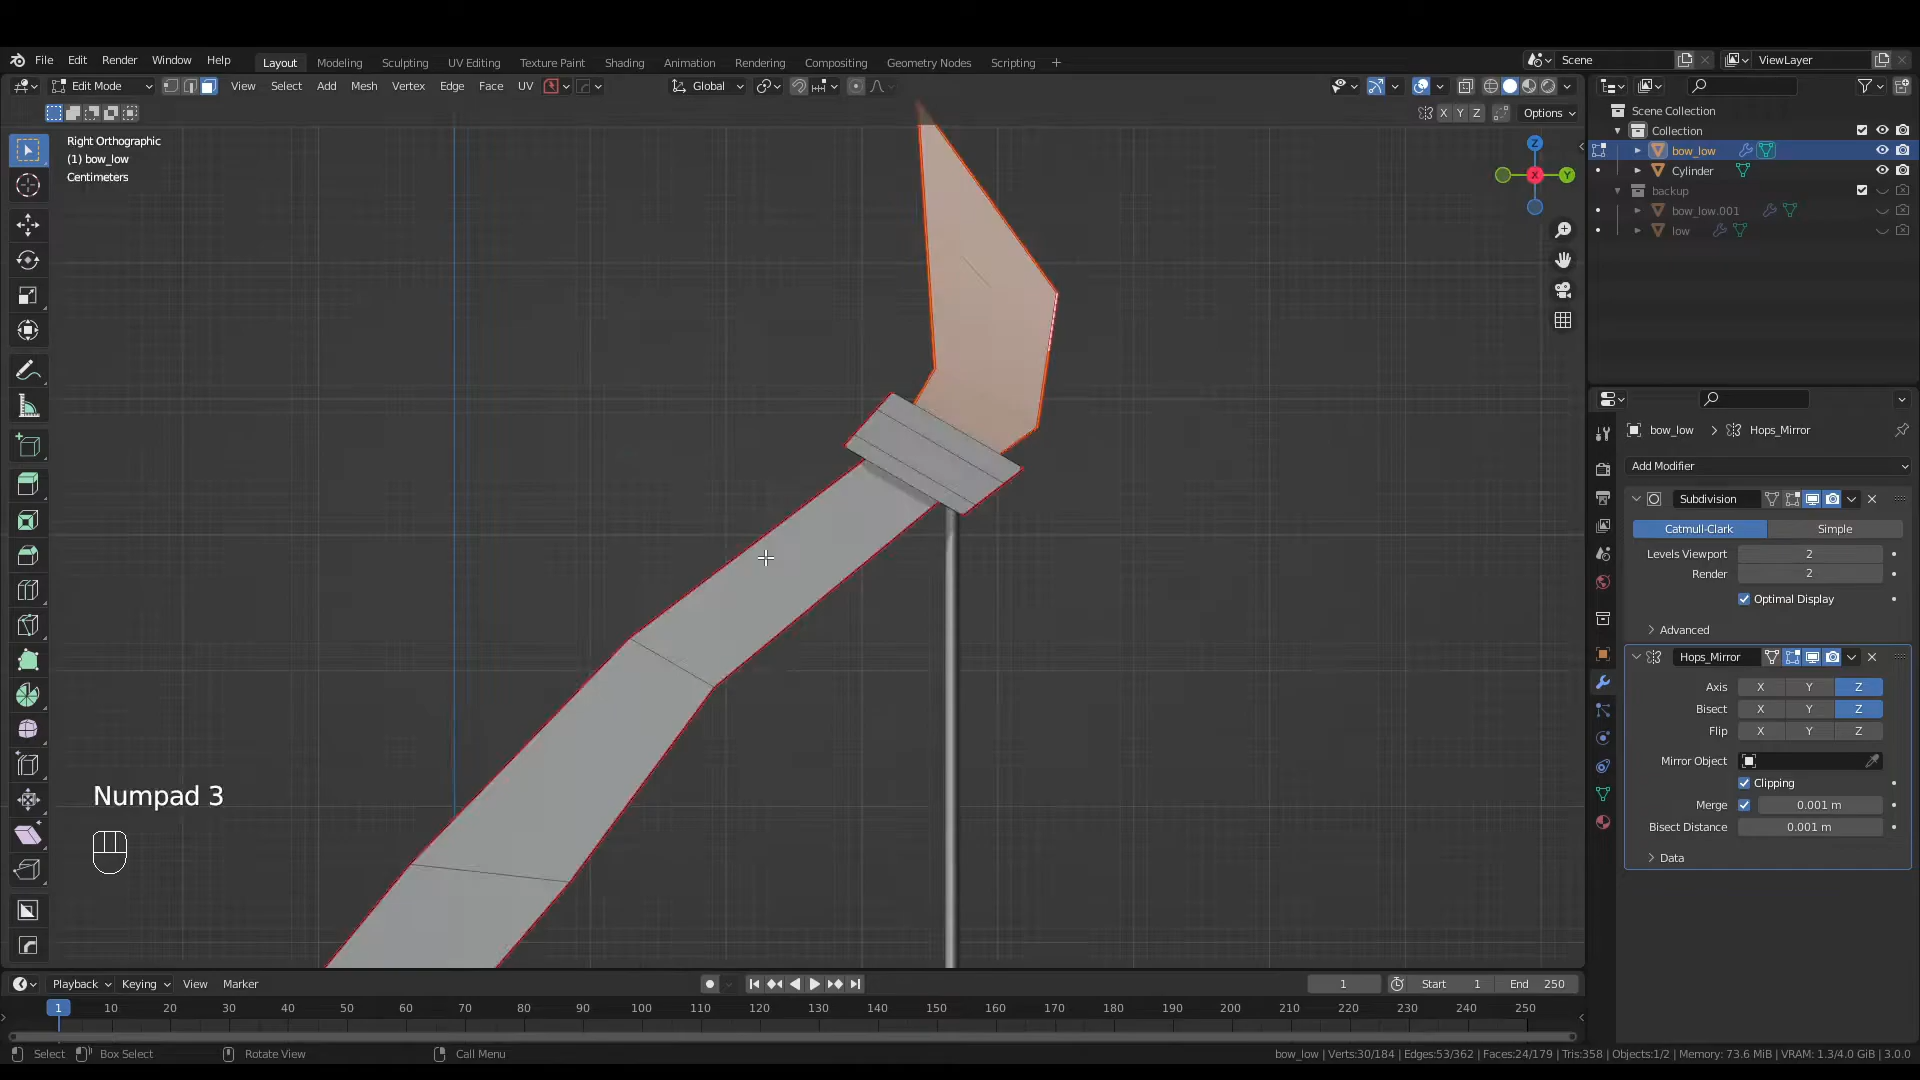 File Edit Render Window Help Layout Modeling Sculpting UV Editing Texture Paint Shading Animation Rendering Compositing Geometry Nodes Scripting + Scene ViewLayer
Edit Mode View Select Add Mesh Vertex Edge Face UV Global
X Y Z Options
Right Orthographic
(1) bow_low
Centimeters
Z
X
Y
Numpad 3
Scene Collection
Collection
bow_low
Cylinder
backup
bow_low.001
low
bow_low > Hops_Mirror
Add Modifier
Subdivision
Catmull-Clark Simple
Levels Viewport 2
Render 2
Optimal Display
Advanced
Hops_Mirror
Axis X Y Z
Bisect X Y Z
Flip X Y Z
Mirror Object
Clipping
Merge 0.001 m
Bisect Distance 0.001 m
Data
Playback Keying View Marker 1 Start 1 End 250
1 10 20 30 40 50 60 70 80 90 100 110 120 130 140 150 160 170 180 190 200 210 220 230 240 250
Select Box Select Rotate View Call Menu bow_low | Verts:30/184 | Edges:53/362 | Faces:24/179 | Tris:358 | Objects:1/2 | Memory: 73.6 MiB | VRAM: 1.3/4.0 GiB | 3.0.0